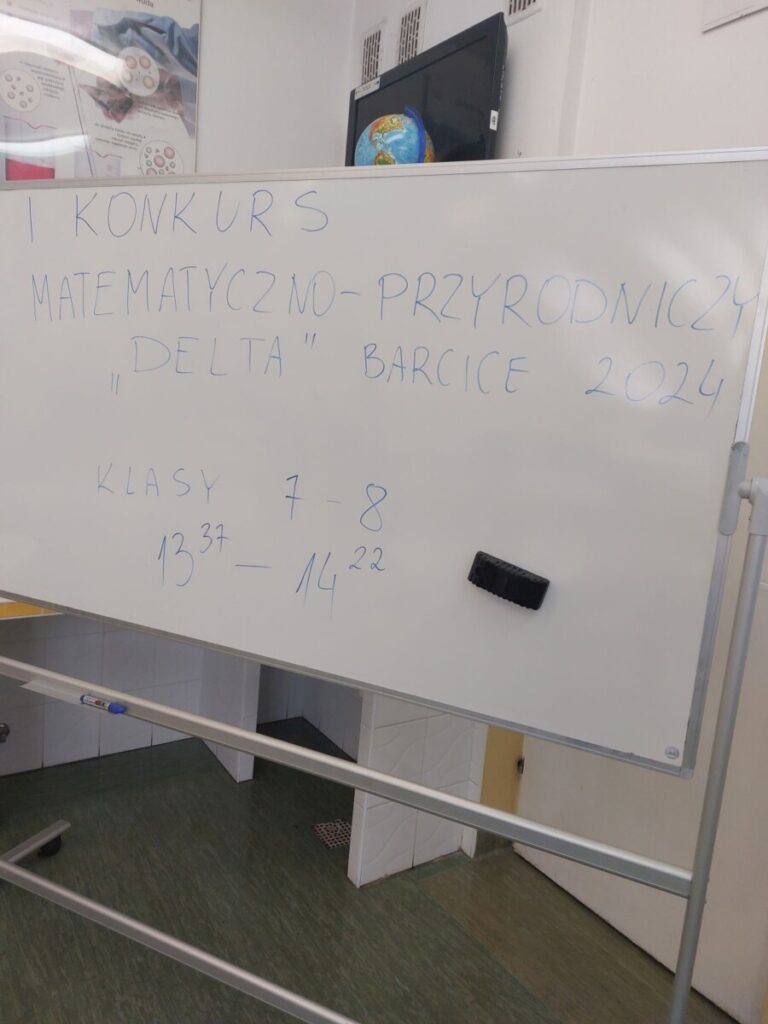 I KONKURS
MATEMATYCZNO-PRZYRODNICZY
„DELTA" BARCICE 2024
KLASY 7-8
13³⁷ - 14²²